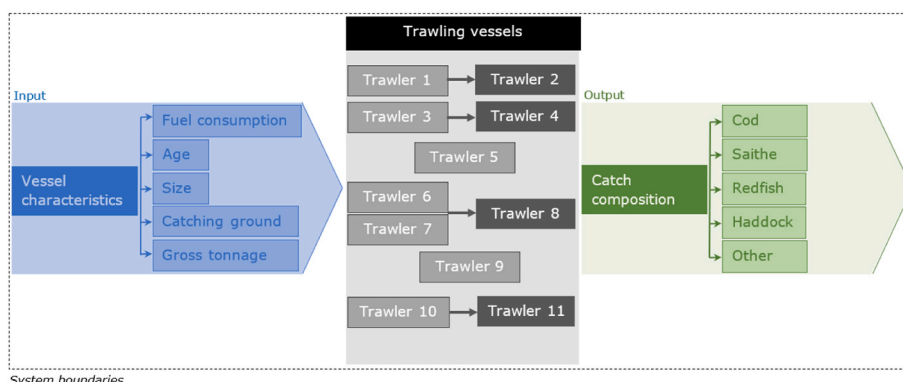 Trawling vessels
Input
Vessel
characteristics
Fuel consumption
Age
Size
Catching ground
Gross tonnage
Trawler 1
Trawler 2
Trawler 3
Trawler 4
Trawler 5
Trawler 6
Trawler 7
Trawler 8
Trawler 9
Trawler 10
Trawler 11
Output
Catch
composition
Cod
Saithe
Redfish
Haddock
Other
System boundaries